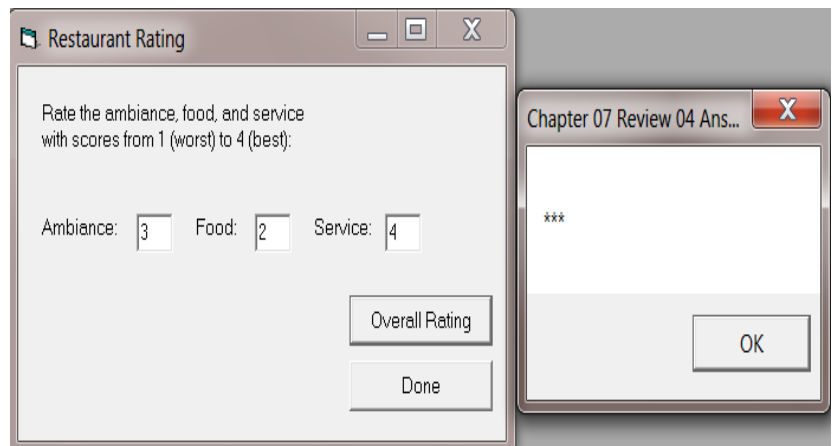 Restaurant Rating
Rate the ambiance, food, and service
with scores from 1 (worst) to 4 (best):
Ambiance: 3 Food: 2 Service: 4
Overall Rating
Done
Chapter 07 Review 04 Ans...
***
OK